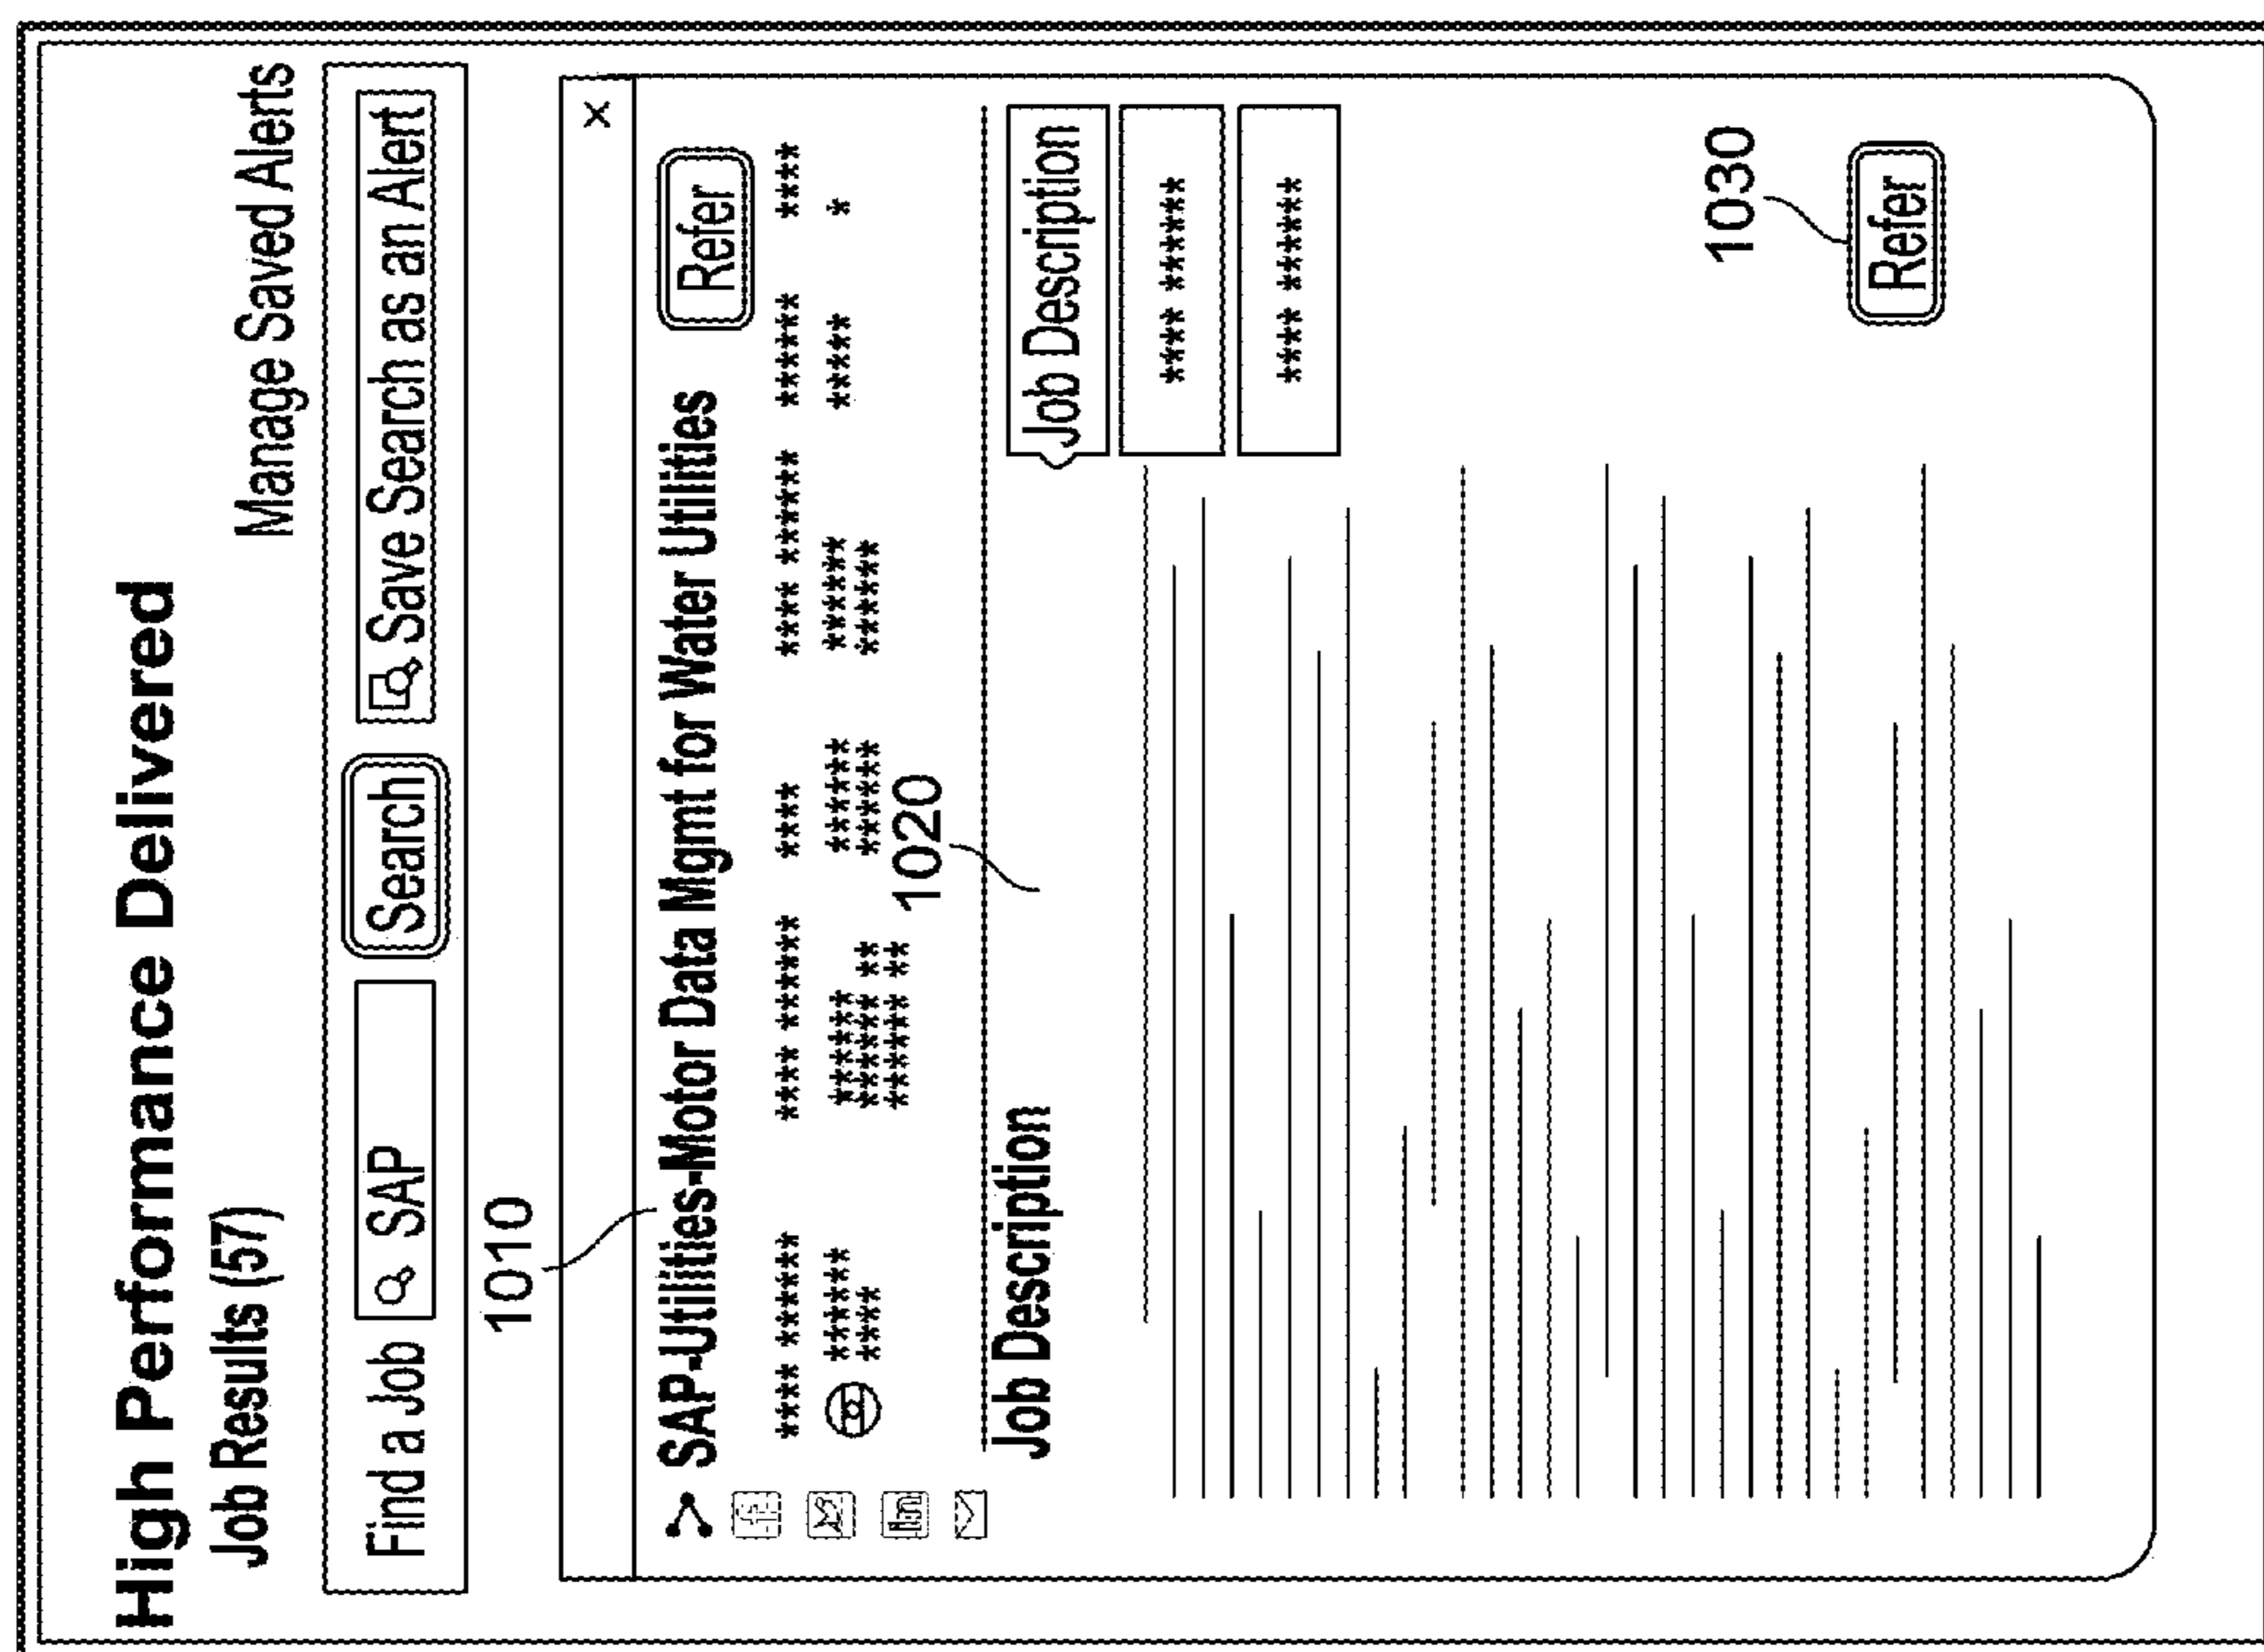 High Performance Delivered
Job Results (57)
Manage Saved Alerts
Find a Job SAP Search Save Search as an Alert
1010
X
SAP-Utilities-Motor Data Mgmt for Water Utilities Refer
**** ****** **** ****** **** **** ****** ****** ****
****** ****** ****** ****** ***** *
**** ****** ** ****** ******
****** **
f
in
1020
Job Description
Job Description
**** ******
**** ******
1030
Refer